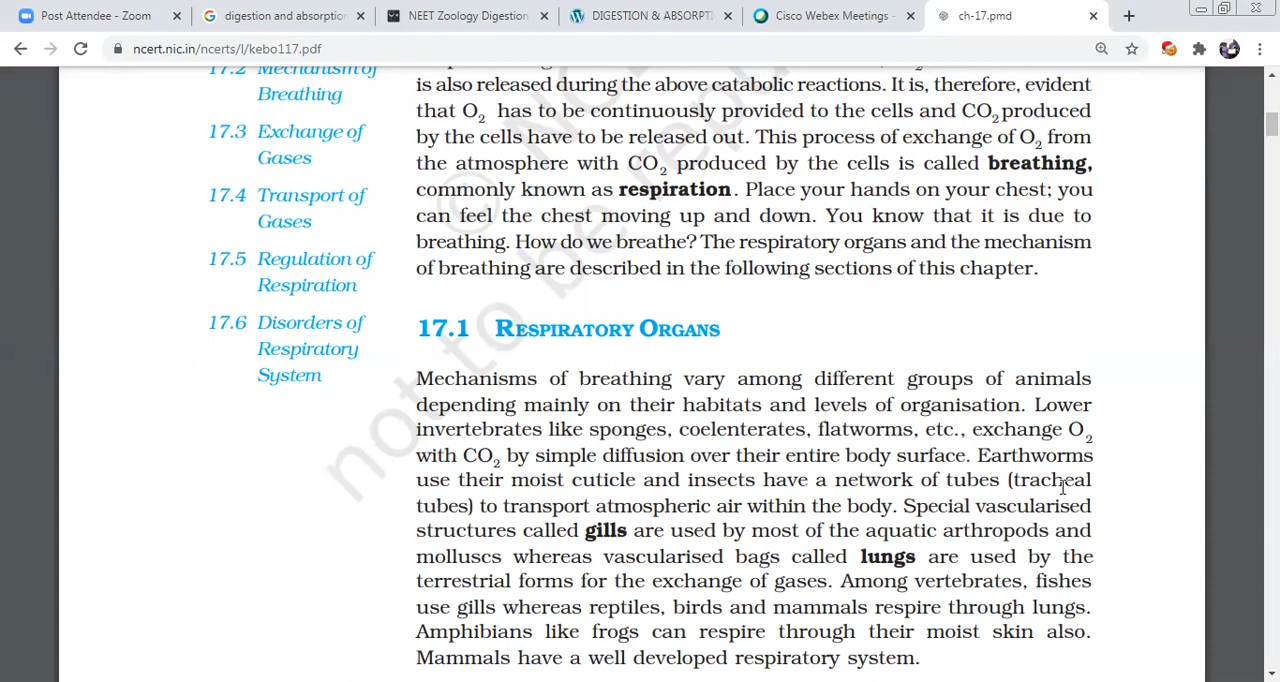 Post Attendee - Zoom
digestion and absorption
NEET Zoology Digestion
DIGESTION & ABSORPT
Cisco Webex Meetings -
ch-17.pmd
ncert.nic.in/ncerts/l/kebo117.pdf
17.2 Mechanism of
Breathing
17.3 Exchange of
Gases
17.4 Transport of
Gases
17.5 Regulation of
Respiration
17.6 Disorders of
Respiratory
System
is also released during the above catabolic reactions. It is, therefore, evident
that O2 has to be continuously provided to the cells and CO2 produced
by the cells have to be released out. This process of exchange of O2 from
the atmosphere with CO2 produced by the cells is called breathing,
commonly known as respiration. Place your hands on your chest; you
can feel the chest moving up and down. You know that it is due to
breathing. How do we breathe? The respiratory organs and the mechanism
of breathing are described in the following sections of this chapter.
17.1 RESPIRATORY ORGANS
Mechanisms of breathing vary among different groups of animals
depending mainly on their habitats and levels of organisation. Lower
invertebrates like sponges, coelenterates, flatworms, etc., exchange O2
with CO2 by simple diffusion over their entire body surface. Earthworms
use their moist cuticle and insects have a network of tubes (tracheal
tubes) to transport atmospheric air within the body. Special vascularised
structures called gills are used by most of the aquatic arthropods and
molluscs whereas vascularised bags called lungs are used by the
terrestrial forms for the exchange of gases. Among vertebrates, fishes
use gills whereas reptiles, birds and mammals respire through lungs.
Amphibians like frogs can respire through their moist skin also.
Mammals have a well developed respiratory system.
not to be re